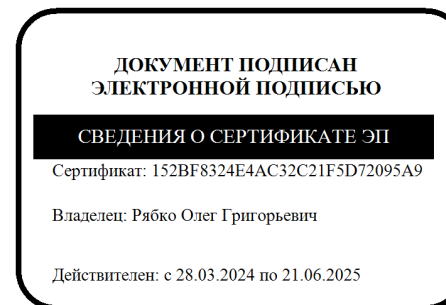 ДОКУМЕНТ ПОДПИСАН
ЭЛЕКТРОННОЙ ПОДПИСЬЮ
СВЕДЕНИЯ О СЕРТИФИКАТЕ ЭП
Сертификат: 152BF8324E4AC32C21F5D72095A9
Владелец: Рябко Олег Григорьевич
Действителен: с 28.03.2024 по 21.06.2025